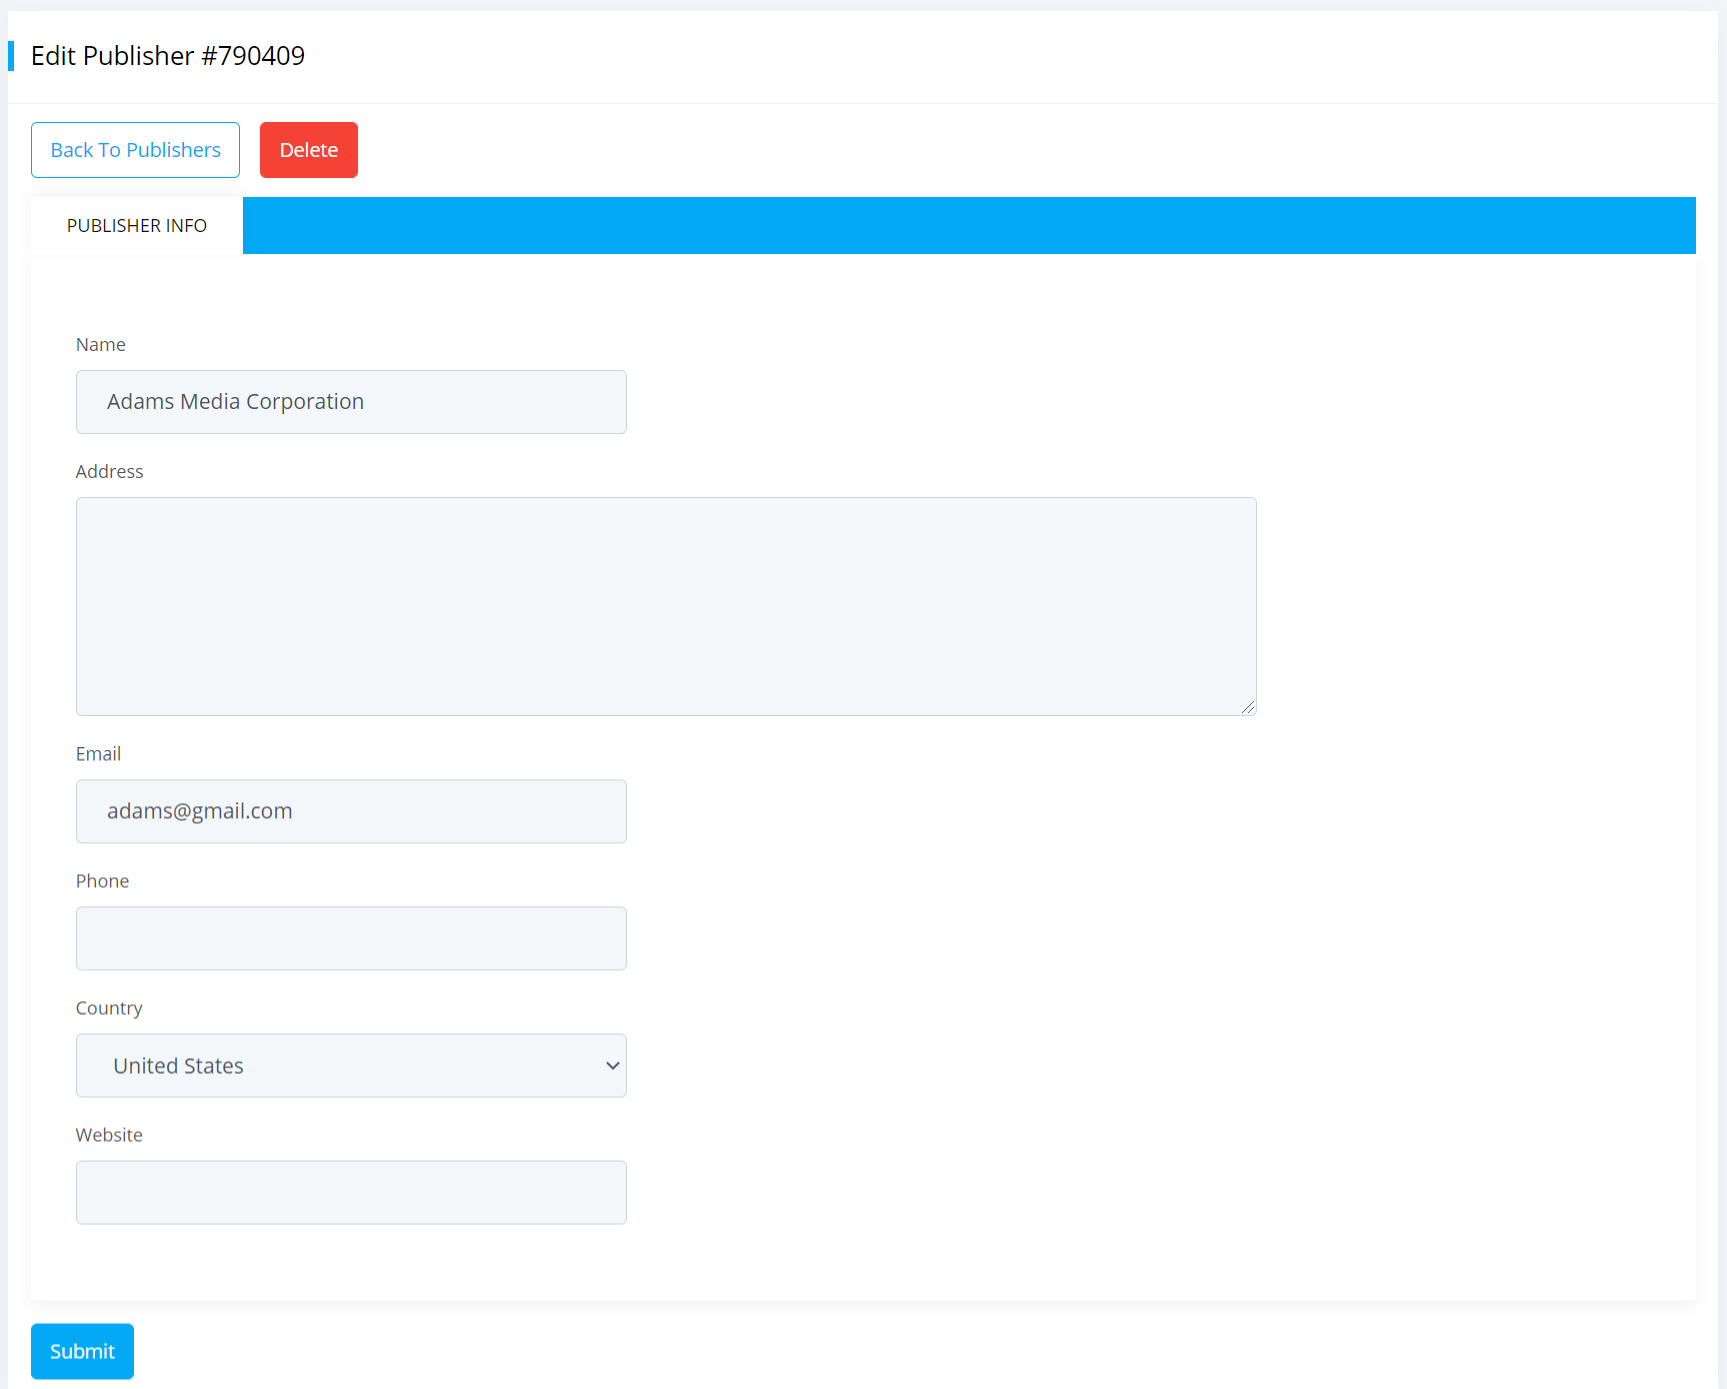 Edit Publisher #790409
Back To Publishers Delete
PUBLISHER INFO
Name
Adams Media Corporation
Address
Email
adams@gmail.com
Phone
Country
United States
Website
Submit